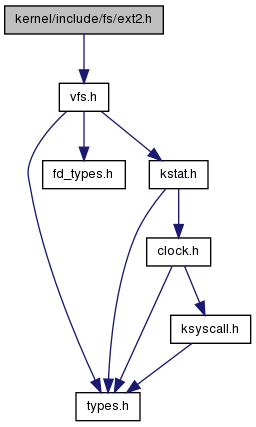 kernel/include/fs/ext2.h
vfs.h
fd_types.h
kstat.h
clock.h
ksyscall.h
types.h